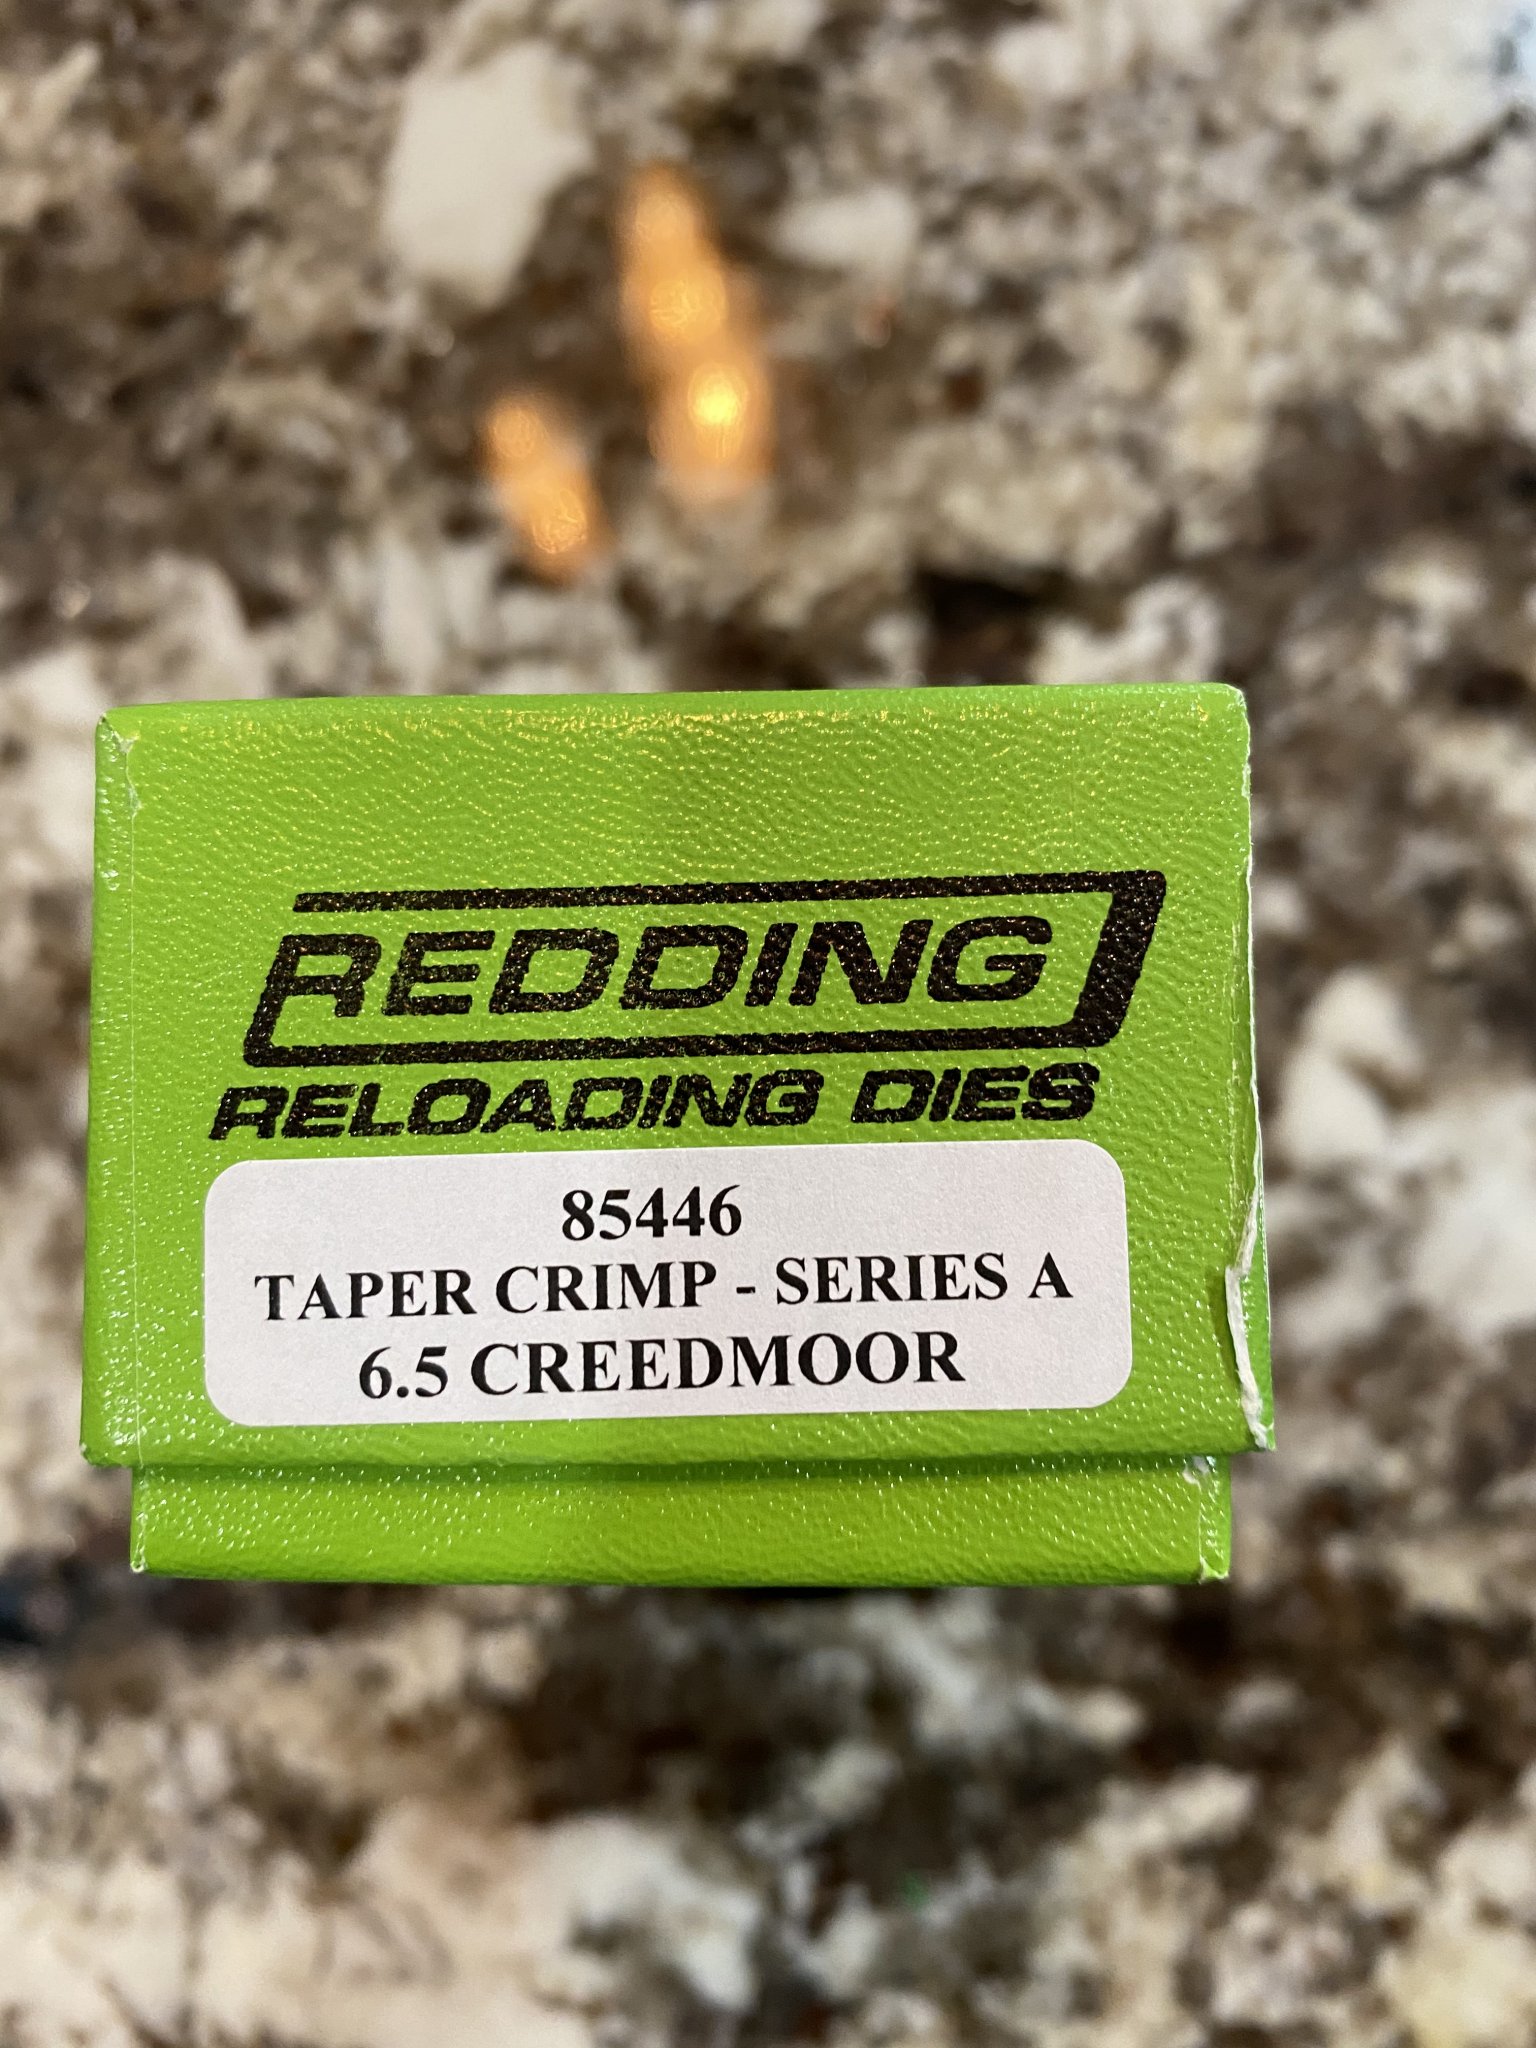 REDDING
RELOADING DIES
85446
TAPER CRIMP - SERIES A
6.5 CREEDMOOR